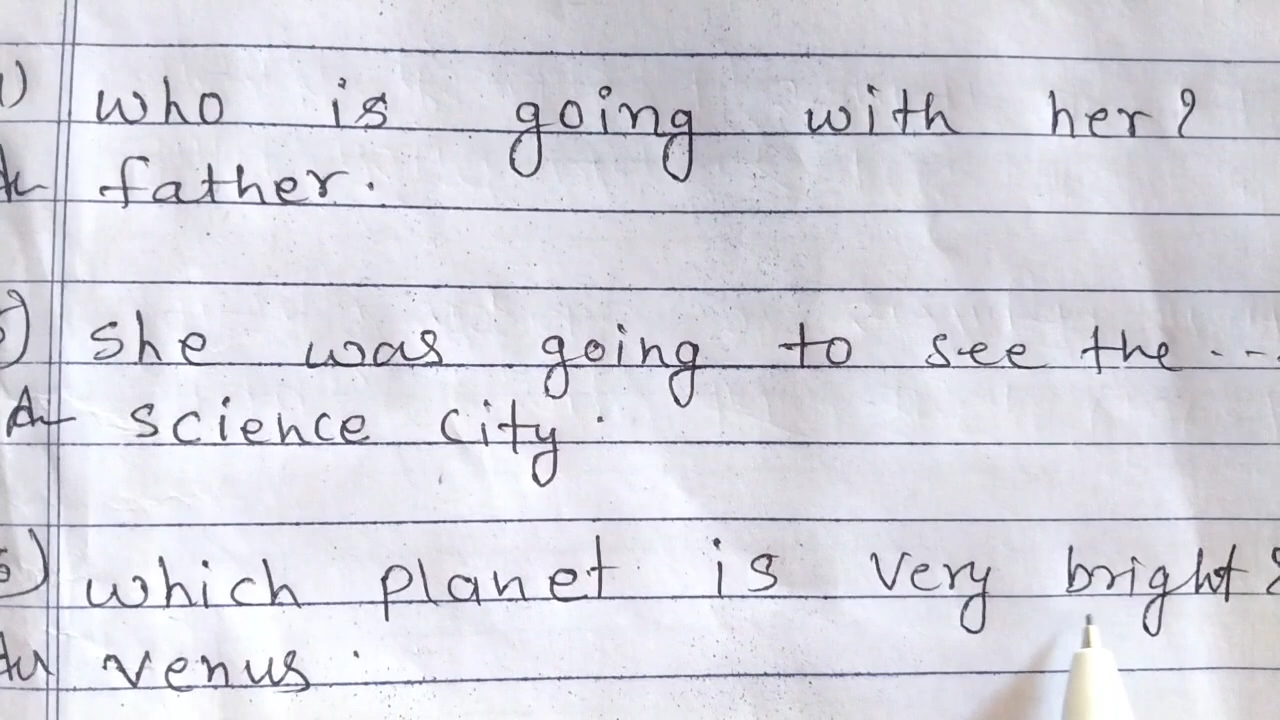 1) who is going with her?
father.
she was going to see the ---
science city.
which planet is very bright?
venus.